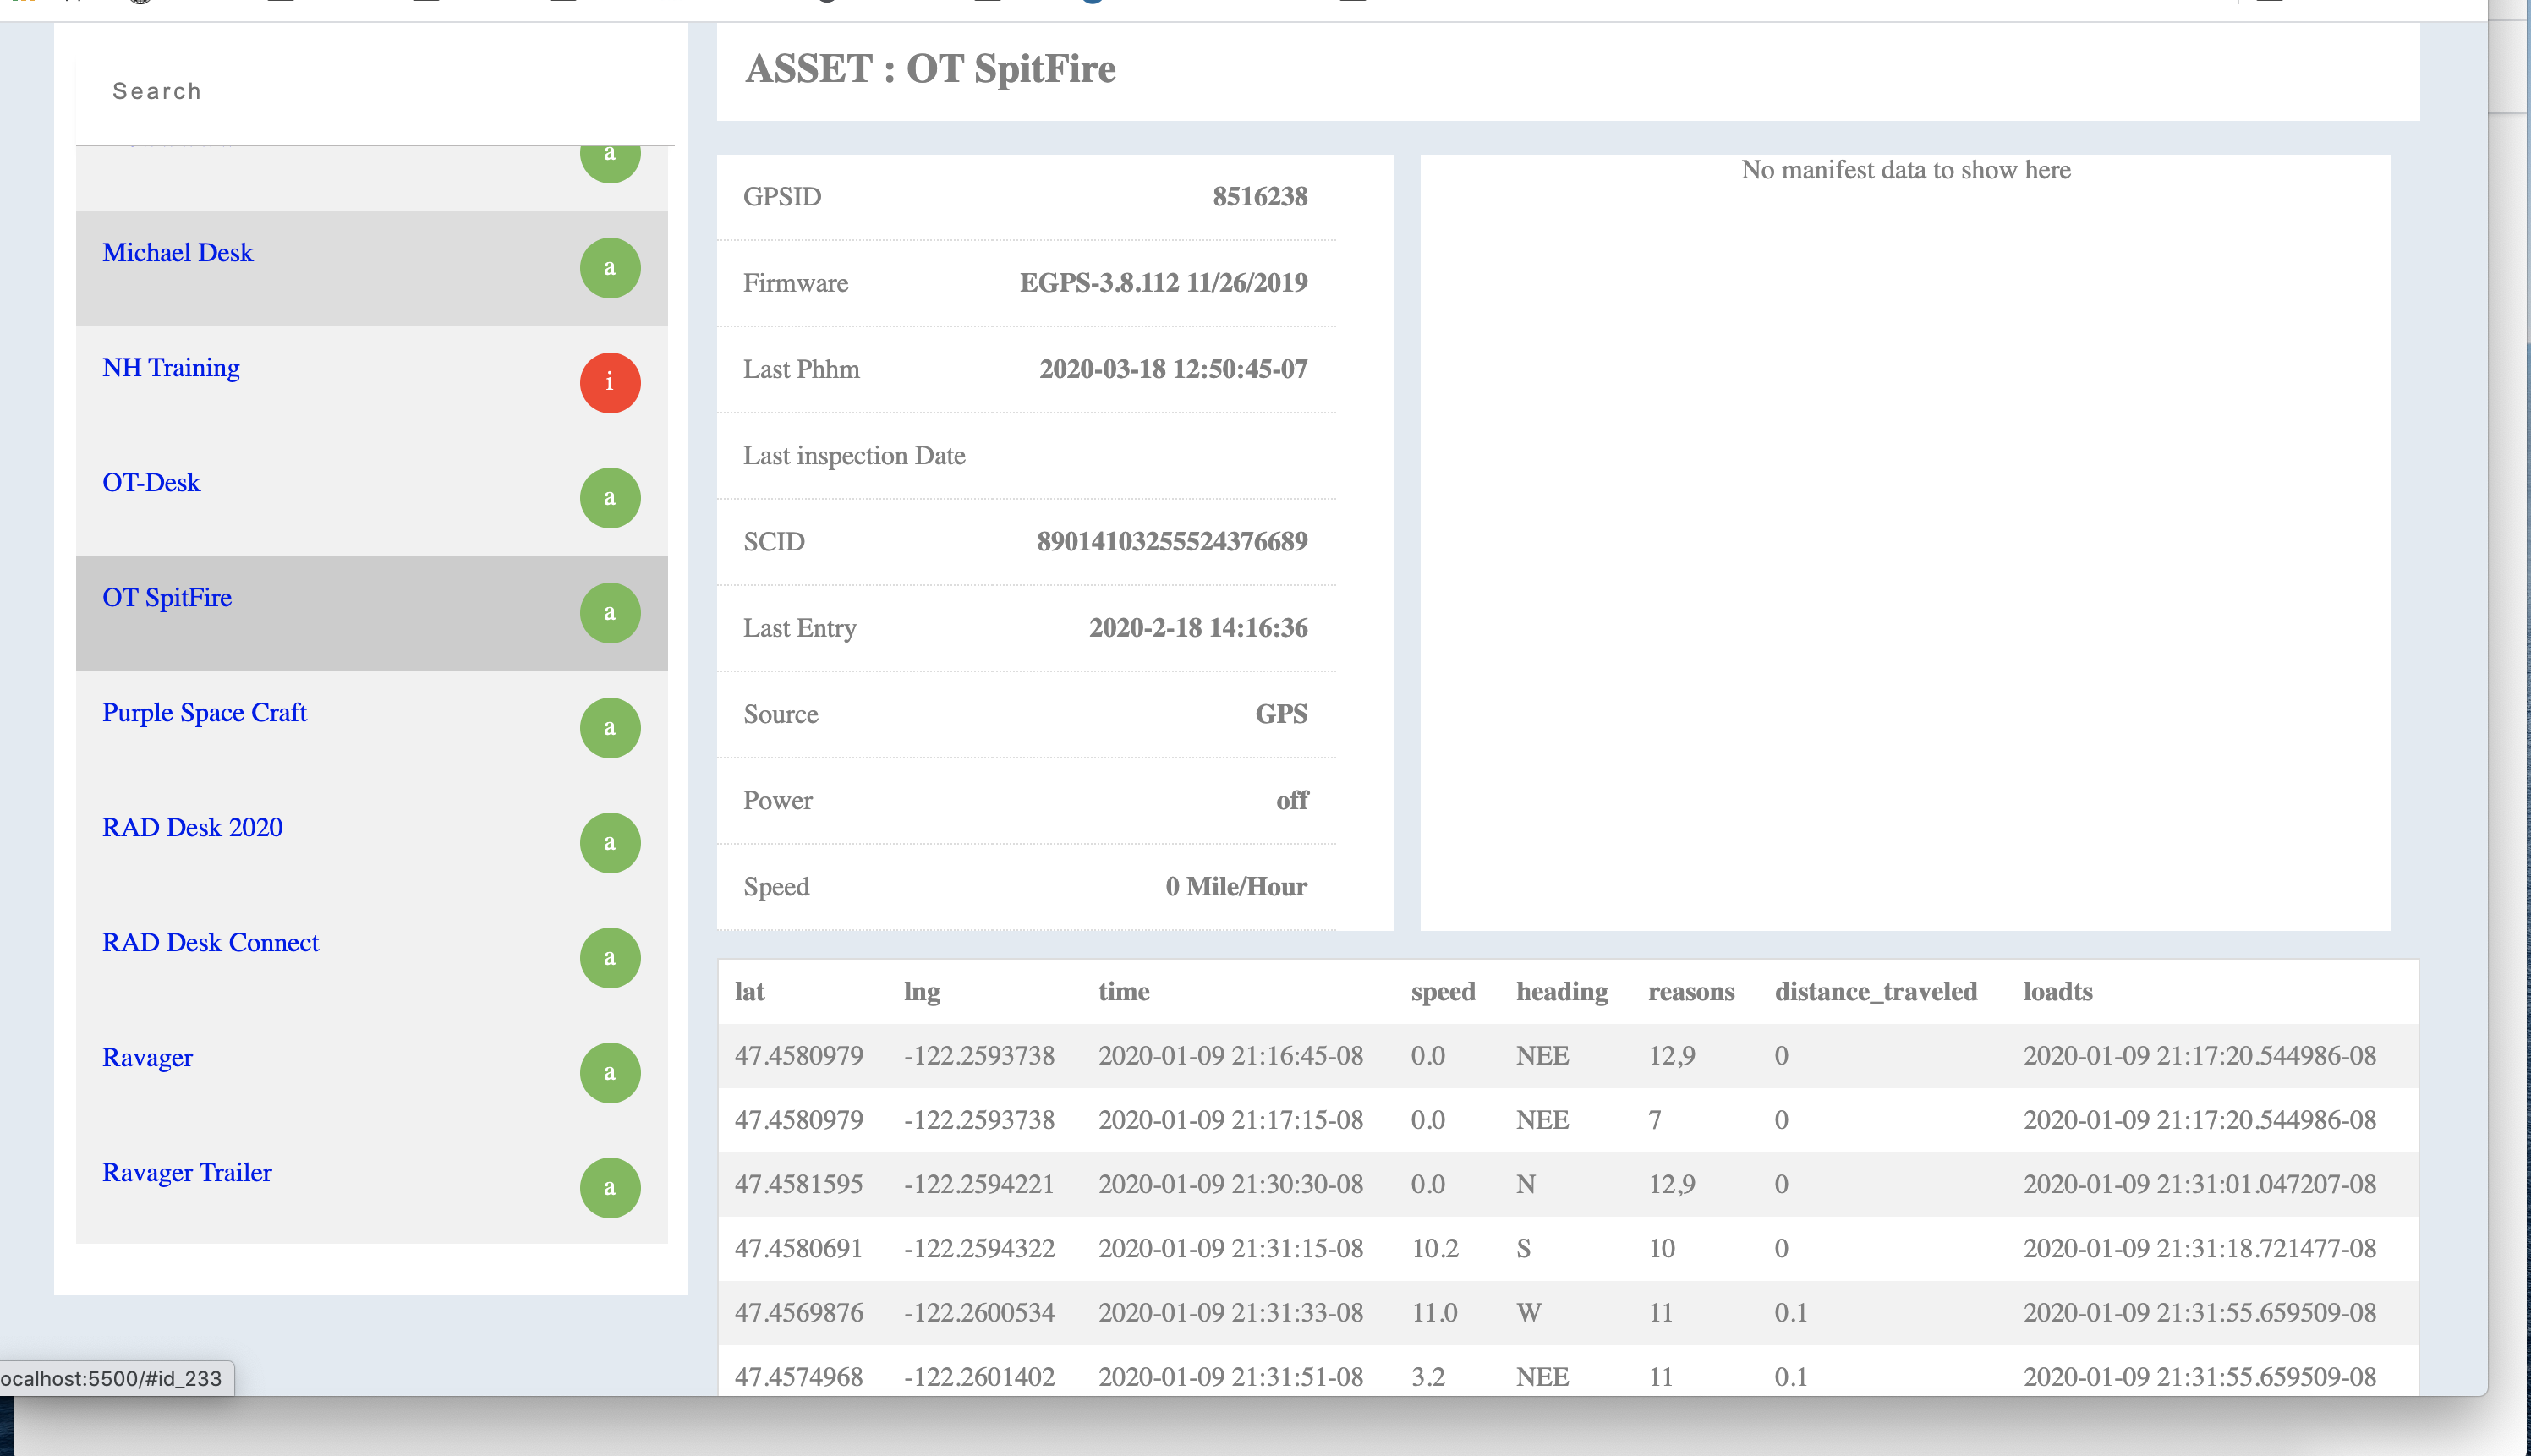 Search
a
Michael Desk a
NH Training i
OT-Desk a
OT SpitFire a
Purple Space Craft a
RAD Desk 2020 a
RAD Desk Connect a
Ravager a
Ravager Trailer a
ocalhost:5500/#id_233
ASSET : OT SpitFire
GPSID 8516238
Firmware EGPS-3.8.112 11/26/2019
Last Phhm 2020-03-18 12:50:45-07
Last inspection Date
SCID 89014103255524376689
Last Entry 2020-2-18 14:16:36
Source GPS
Power off
Speed 0 Mile/Hour
No manifest data to show here
lat lng time speed heading reasons distance_traveled loadts
47.4580979 -122.2593738 2020-01-09 21:16:45-08 0.0 NEE 12,9 0 2020-01-09 21:17:20.544986-08
47.4580979 -122.2593738 2020-01-09 21:17:15-08 0.0 NEE 7 0 2020-01-09 21:17:20.544986-08
47.4581595 -122.2594221 2020-01-09 21:30:30-08 0.0 N 12,9 0 2020-01-09 21:31:01.047207-08
47.4580691 -122.2594322 2020-01-09 21:31:15-08 10.2 S 10 0 2020-01-09 21:31:18.721477-08
47.4569876 -122.2600534 2020-01-09 21:31:33-08 11.0 W 11 0.1 2020-01-09 21:31:55.659509-08
47.4574968 -122.2601402 2020-01-09 21:31:51-08 3.2 NEE 11 0.1 2020-01-09 21:31:55.659509-08